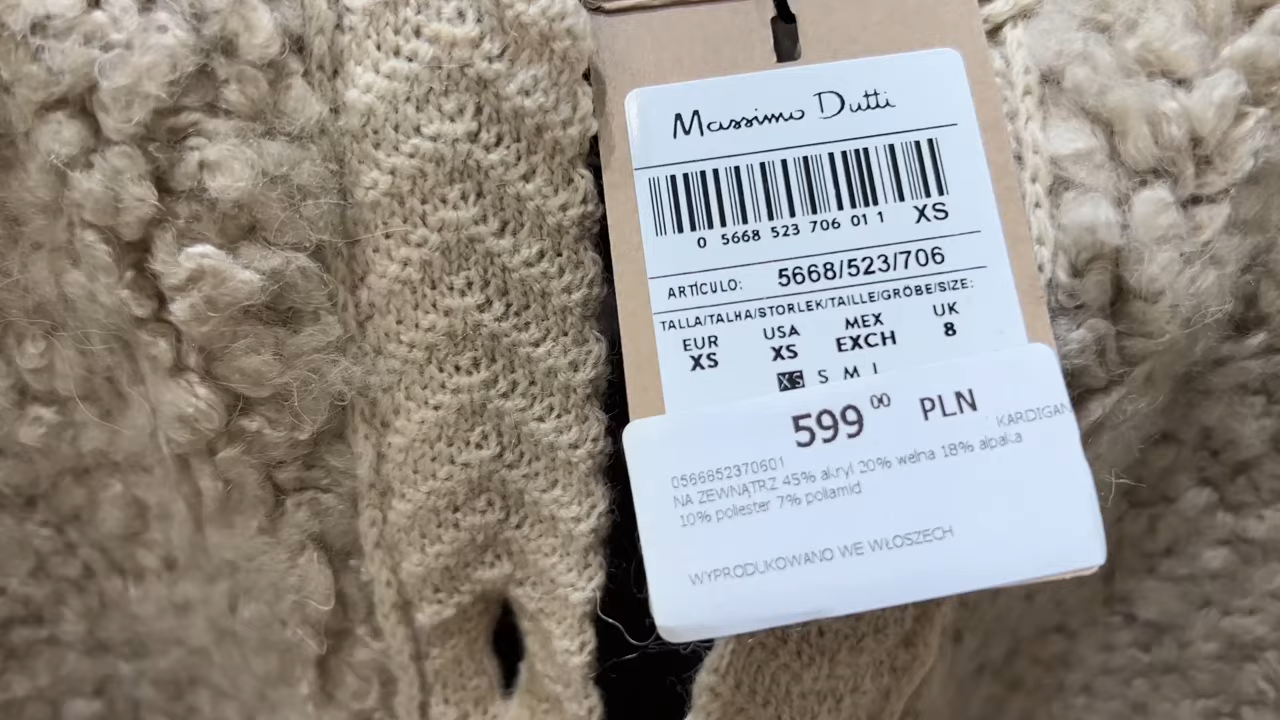 Massimo Dutti
0 5668 523 706 01 1 XS
ARTÍCULO: 5668/523/706
TALLA/TALHA/STORLEK/TAILLE/GRÖBE/SIZE:
EUR USA MEX UK
XS XS EXCH 8
XS S M L
599 00 PLN
0566852370601 KARDIGAN
NA ZEWNĄTRZ 45% akryl 20% wełna 18% alpaka
10% poliester 7% poliamid
WYPRODUKOWANO WE WŁOSZECH